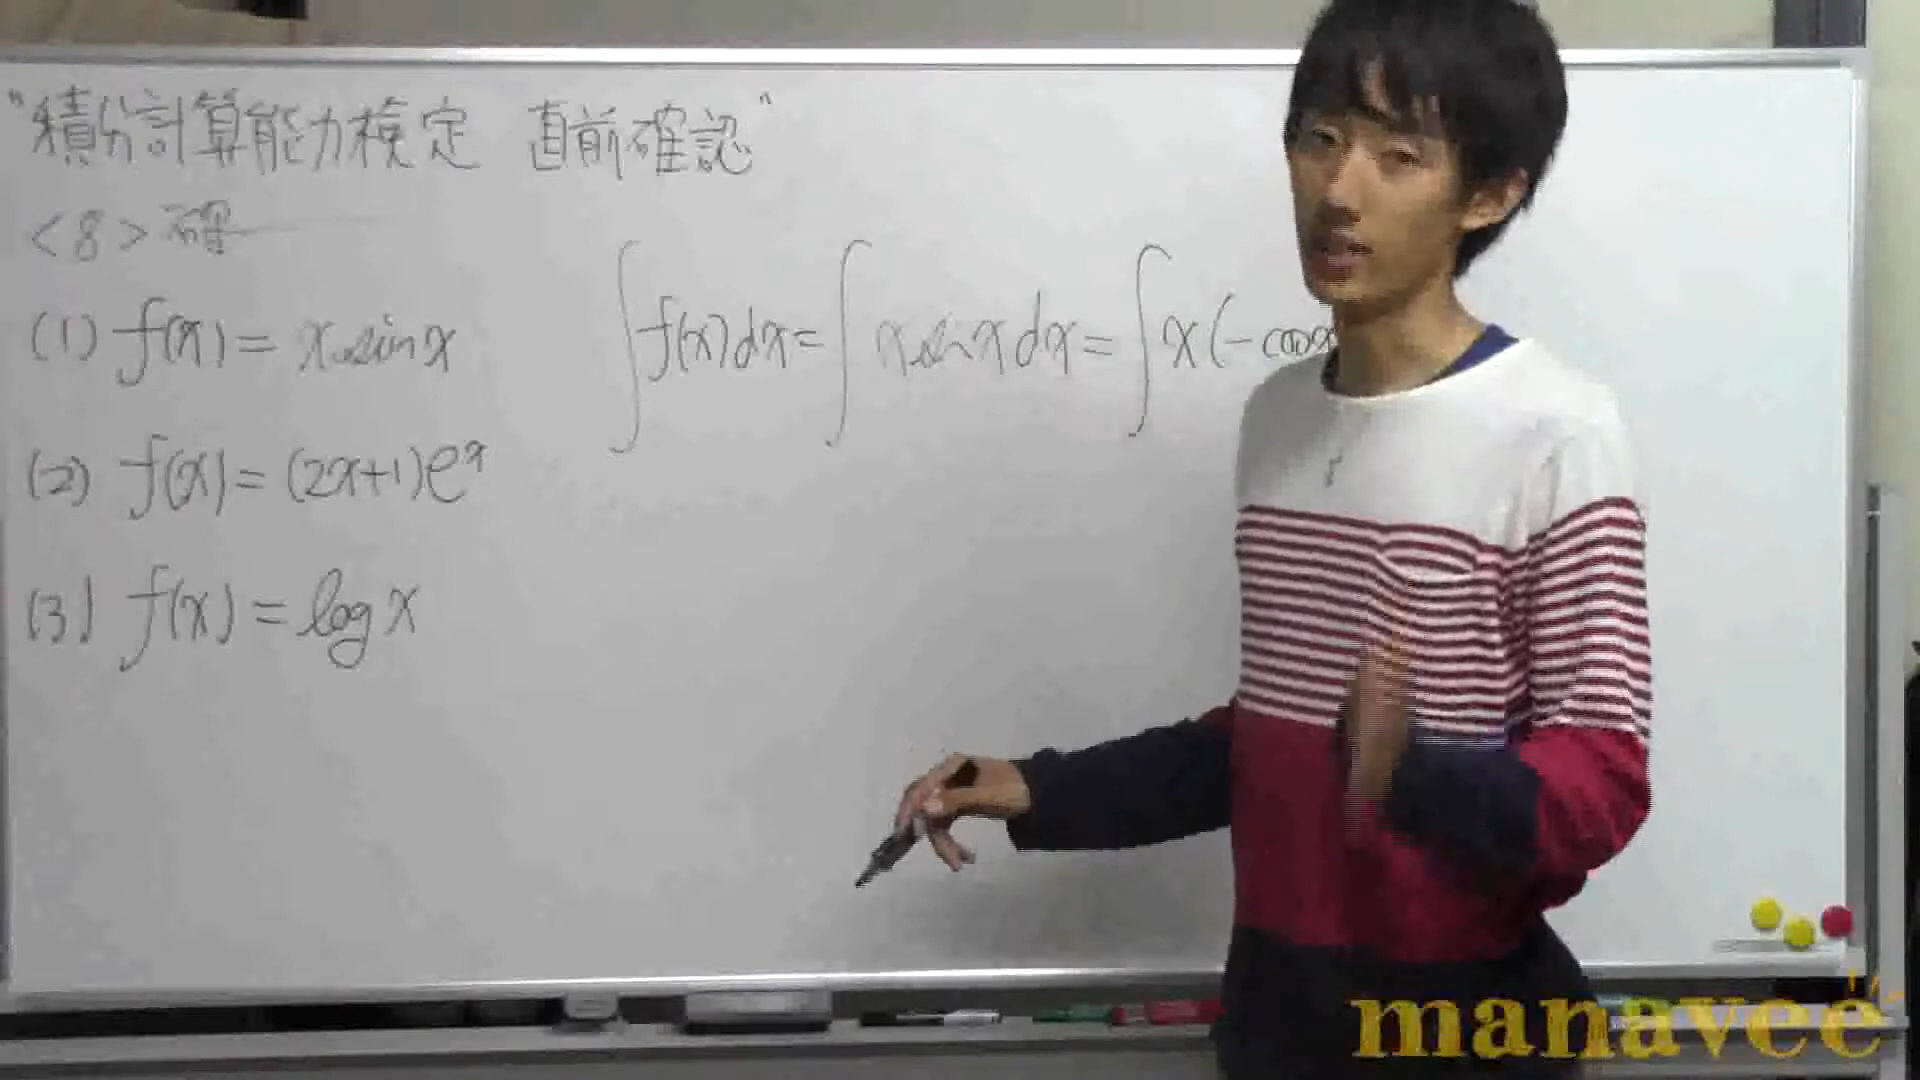 "積分計算能力検定 直前確認"
<8> 確
(1) f(x) = x sin x
∫f(x)dx = ∫x sin x dx = ∫x(-cos x
(2) f(x) = (2x+1)eˣ
(3) f(x) = log x
manavee